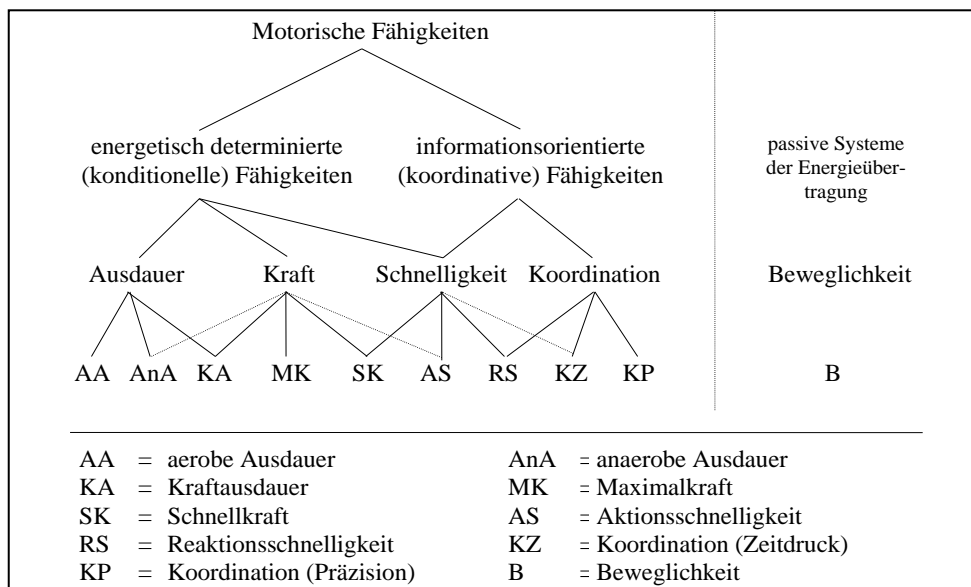 Motorische Fähigkeiten
energetisch determinierte
(konditionelle) Fähigkeiten
informationsorientierte
(koordinative) Fähigkeiten
passive Systeme
der Energieüber-
tragung
Ausdauer Kraft Schnelligkeit Koordination Beweglichkeit
AA AnA KA MK SK AS RS KZ KP B
AA = aerobe Ausdauer AnA = anaerobe Ausdauer
KA = Kraftausdauer MK = Maximalkraft
SK = Schnellkraft AS = Aktionsschnelligkeit
RS = Reaktionsschnelligkeit KZ = Koordination (Zeitdruck)
KP = Koordination (Präzision) B = Beweglichkeit